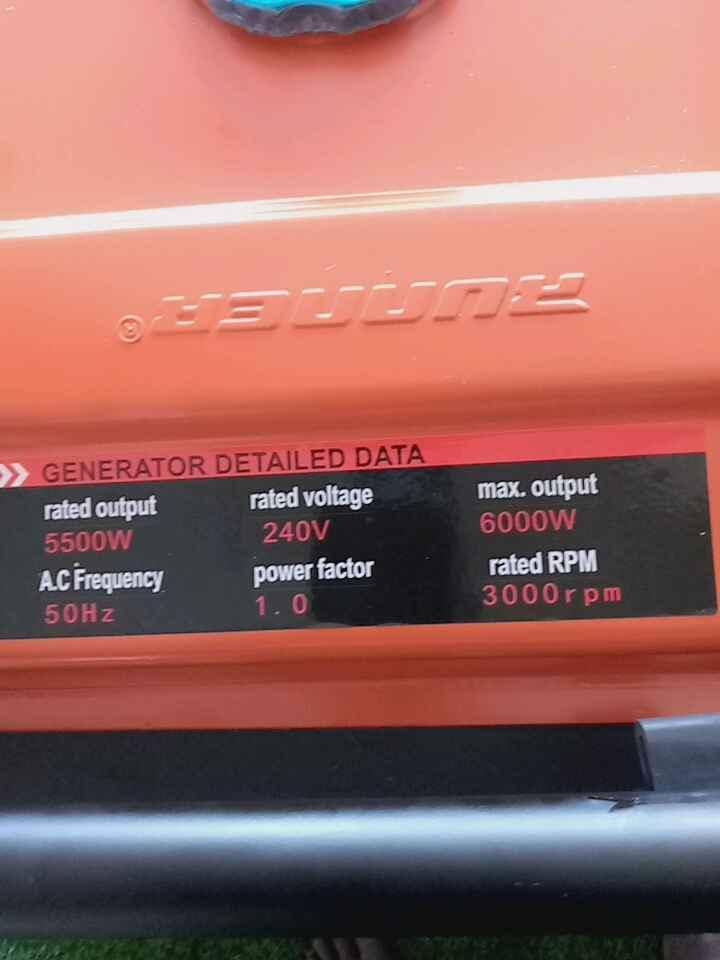 RUNNER®
GENERATOR DETAILED DATA
rated output rated voltage max. output
5500W 240V 6000W
A.C Frequency power factor rated RPM
50Hz 1.0 3000rpm